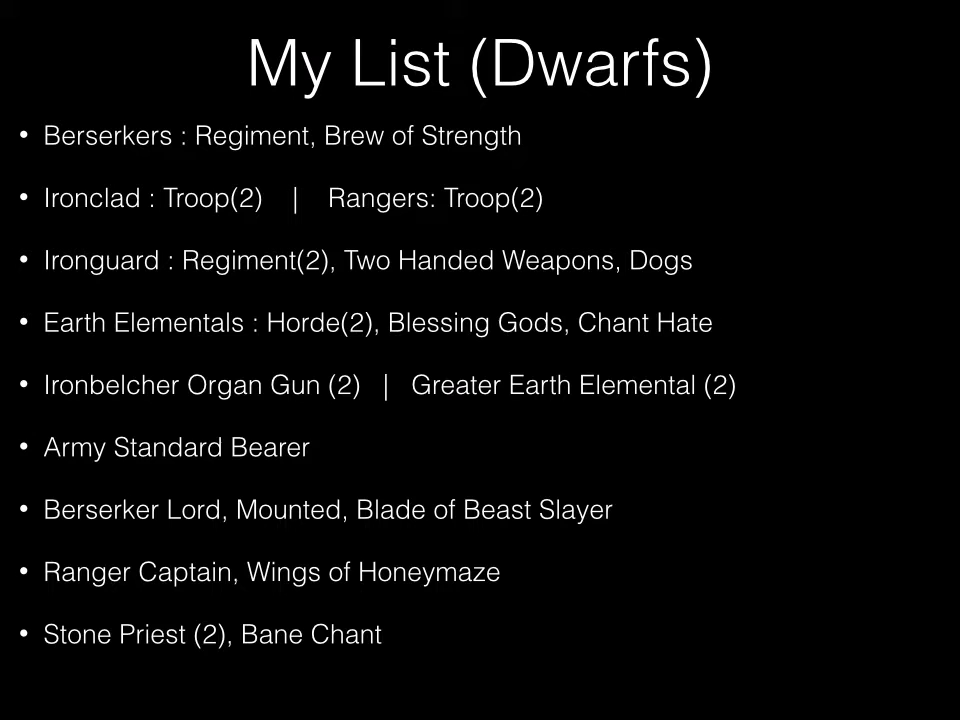 My List (Dwarfs)
• Berserkers : Regiment, Brew of Strength
• Ironclad : Troop(2) | Rangers: Troop(2)
• Ironguard : Regiment(2), Two Handed Weapons, Dogs
• Earth Elementals : Horde(2), Blessing Gods, Chant Hate
• Ironbelcher Organ Gun (2) | Greater Earth Elemental (2)
• Army Standard Bearer
• Berserker Lord, Mounted, Blade of Beast Slayer
• Ranger Captain, Wings of Honeymaze
• Stone Priest (2), Bane Chant